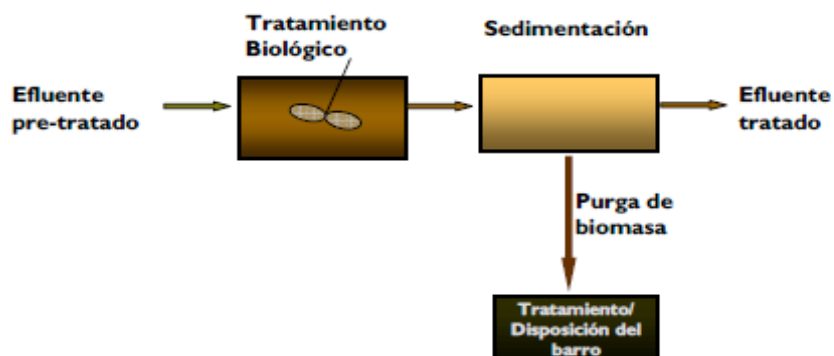 Tratamiento
Biológico
Sedimentación
Efluente
pre-tratado
Efluente
tratado
Purga de
biomasa
Tratamiento/
Disposición del
barro